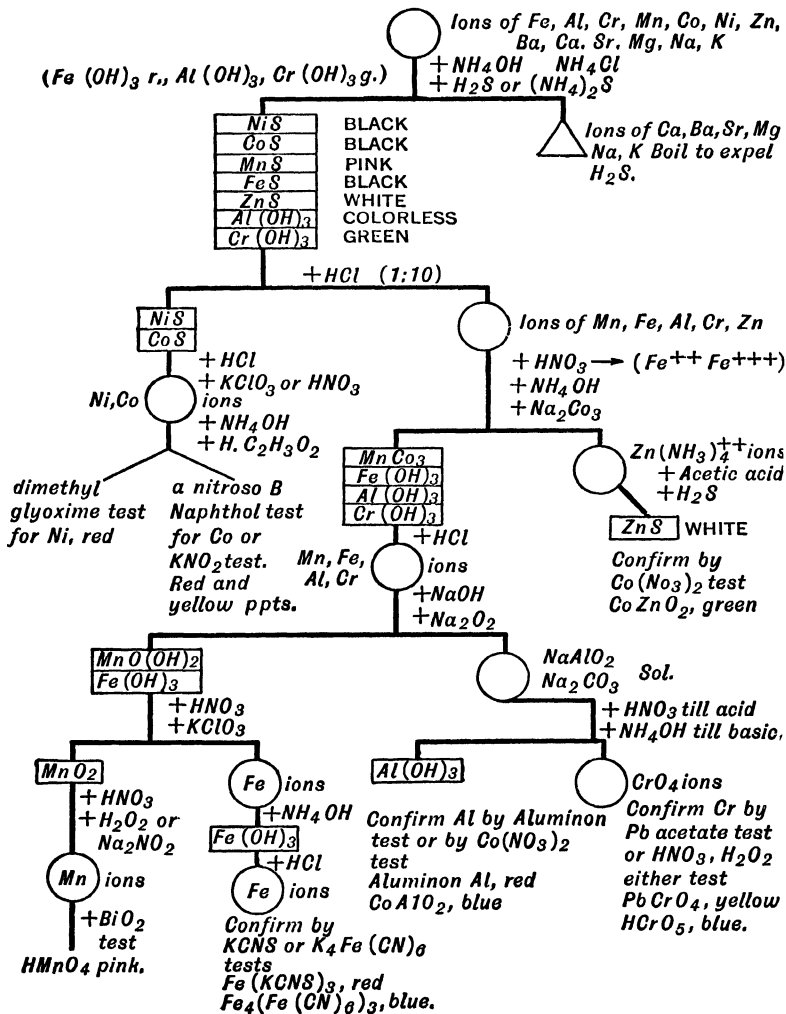 Ions of Fe, Al, Cr, Mn, Co, Ni, Zn,
Ba, Ca. Sr. Mg, Na, K
+NH4OH NH4Cl
+H2S or (NH4)2S
(Fe (OH)3 r., Al (OH)3, Cr (OH)3 g.)
NiS BLACK
CoS BLACK
MnS PINK
FeS BLACK
ZnS WHITE
Al(OH)3 COLORLESS
Cr(OH)3 GREEN
Ions of Ca, Ba, Sr, Mg
Na, K Boil to expel
H2S.
+HCl (1:10)
NiS
CoS
+HCl
+KClO3 or HNO3
Ni, Co ions
+NH4OH
+H. C2H3O2
dimethyl
glyoxime test
for Ni, red
a nitroso B
Naphthol test
for Co or
KNO2 test.
Red and
yellow ppts.
Ions of Mn, Fe, Al, Cr, Zn
+HNO3 → (Fe++ Fe+++)
+NH4OH
+Na2Co3
MnCo3
Fe(OH)3
Al(OH)3
Cr(OH)3
Zn(NH3)4++ ions
+Acetic acid
+H2S
ZnS WHITE
Confirm by
Co(No3)2 test
CoZnO2, green
+HCl
Mn, Fe,
Al, Cr
ions
+NaOH
+Na2O2
MnO(OH)2
Fe(OH)3
+HNO3
+KClO3
NaAlO2
Na2CO3 Sol.
+HNO3 till acid
+NH4OH till basic.
MnO2
+HNO3
+H2O2 or
Na2NO2
Mn ions
+BiO2
test
HMnO4 pink.
Fe ions
+NH4OH
Fe(OH)3
+HCl
Fe ions
Confirm by
KCNS or K4Fe (CN)6
tests
Fe(KCNS)3, red
Fe4(Fe (CN)6)3, blue.
Al(OH)3
Confirm Al by Aluminon
test or by Co(NO3)2
test
Aluminon Al, red
CoA1O2, blue
CrO4 ions
Confirm Cr by
Pb acetate test
or HNO3, H2O2
either test
PbCrO4, yellow
HCrO5, blue.